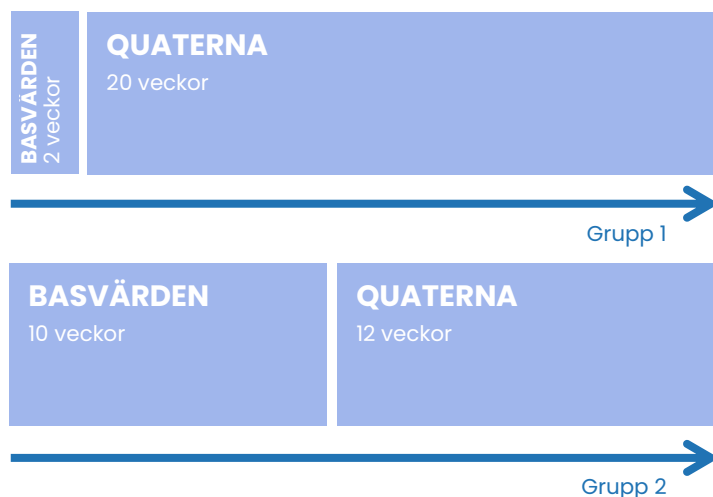 BASVÄRDEN
2 veckor
QUATERNA
20 veckor
Grupp 1
BASVÄRDEN
10 veckor
QUATERNA
12 veckor
Grupp 2